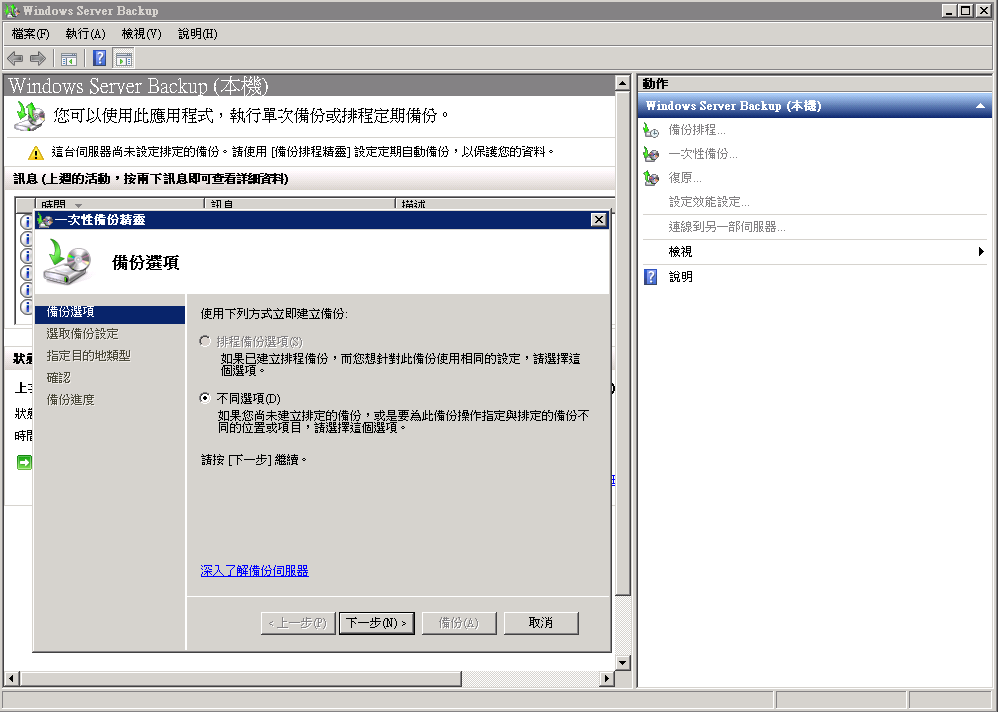 Windows Server Backup
檔案(F) 執行(A) 檢視(V) 說明(H)
Windows Server Backup (本機)
您可以使用此應用程式，執行單次備份或排程定期備份。
這台伺服器尚未設定排定的備份。請使用 [備份排程精靈] 設定定期自動備份，以保護您的資料。
訊息 (上週的活動，按兩下訊息即可查看詳細資料)
時間 訊息 描述
一次性備份精靈
備份選項
備份選項
選取備份設定
指定目的地類型
確認
備份進度
使用下列方式立即建立備份:
排程備份選項(S)
如果已建立排程備份，而您想針對此備份使用相同的設定，請選擇這
個選項。
不同選項(D)
如果您尚未建立排定的備份，或是要為此備份操作指定與排定的備份不
同的位置或項目，請選擇這個選項。
請按 [下一步] 繼續。
深入了解備份伺服器
< 上一步(P) 下一步(N) > 備份(A) 取消
狀態
時間
動作
Windows Server Backup (本機)
備份排程...
一次性備份...
復原...
設定效能設定...
連線到另一部伺服器...
檢視
說明